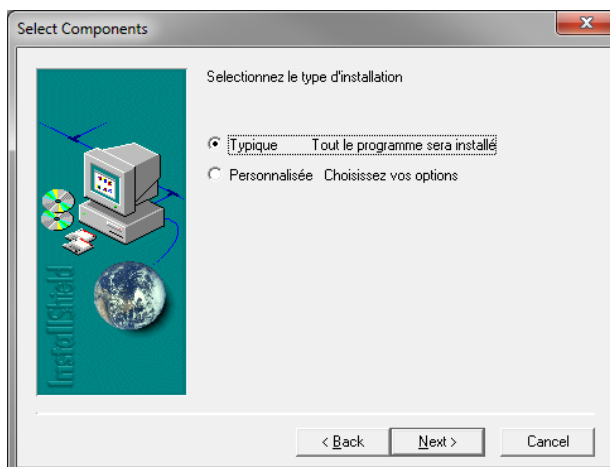 Select Components
Selectionnez le type d'installation
Typique Tout le programme sera installé
Personnalisée Choisissez vos options
InstallShield
< Back Next > Cancel